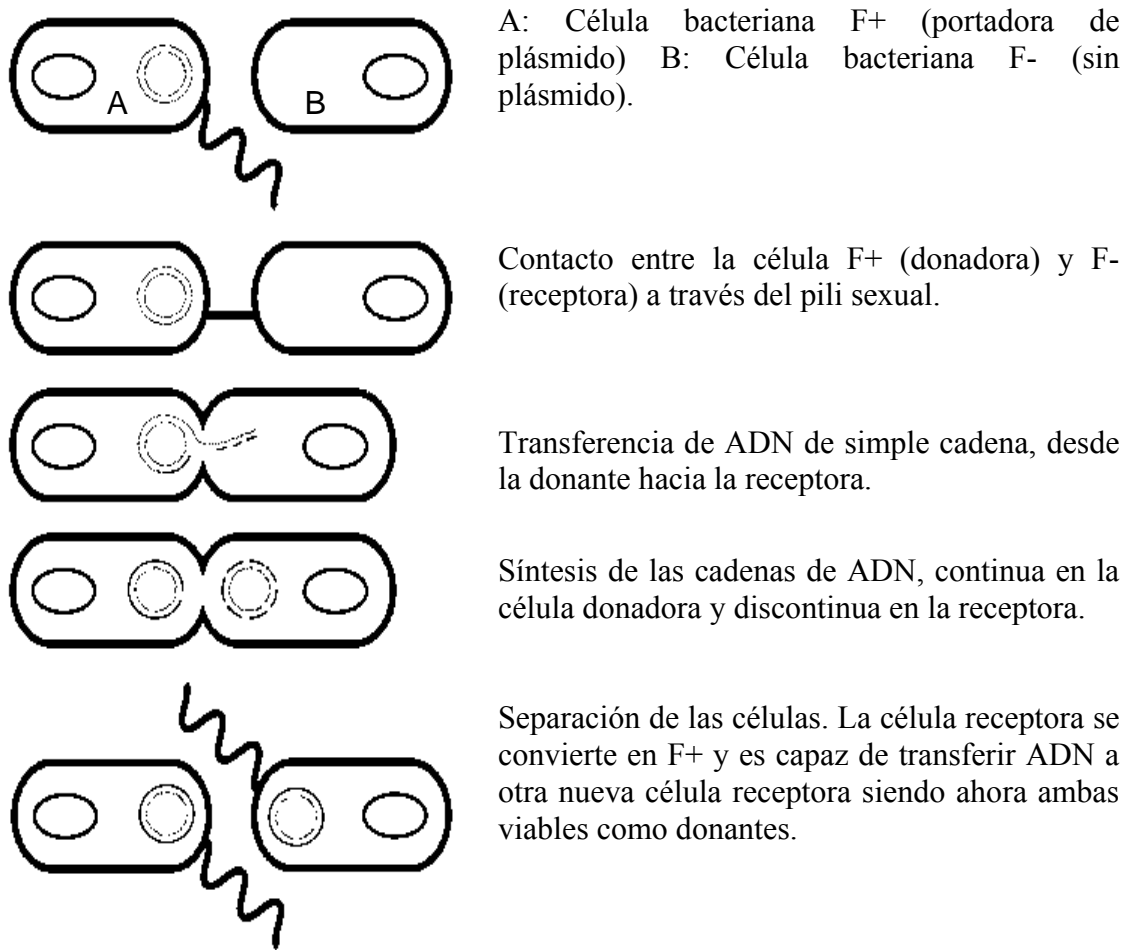 A: Célula bacteriana F+ (portadora de
plásmido) B: Célula bacteriana F- (sin
plásmido).
A
B
Contacto entre la célula F+ (donadora) y F-
(receptora) a través del pili sexual.
Transferencia de ADN de simple cadena, desde
la donante hacia la receptora.
Síntesis de las cadenas de ADN, continua en la
célula donadora y discontinua en la receptora.
Separación de las células. La célula receptora se
convierte en F+ y es capaz de transferir ADN a
otra nueva célula receptora siendo ahora ambas
viables como donantes.